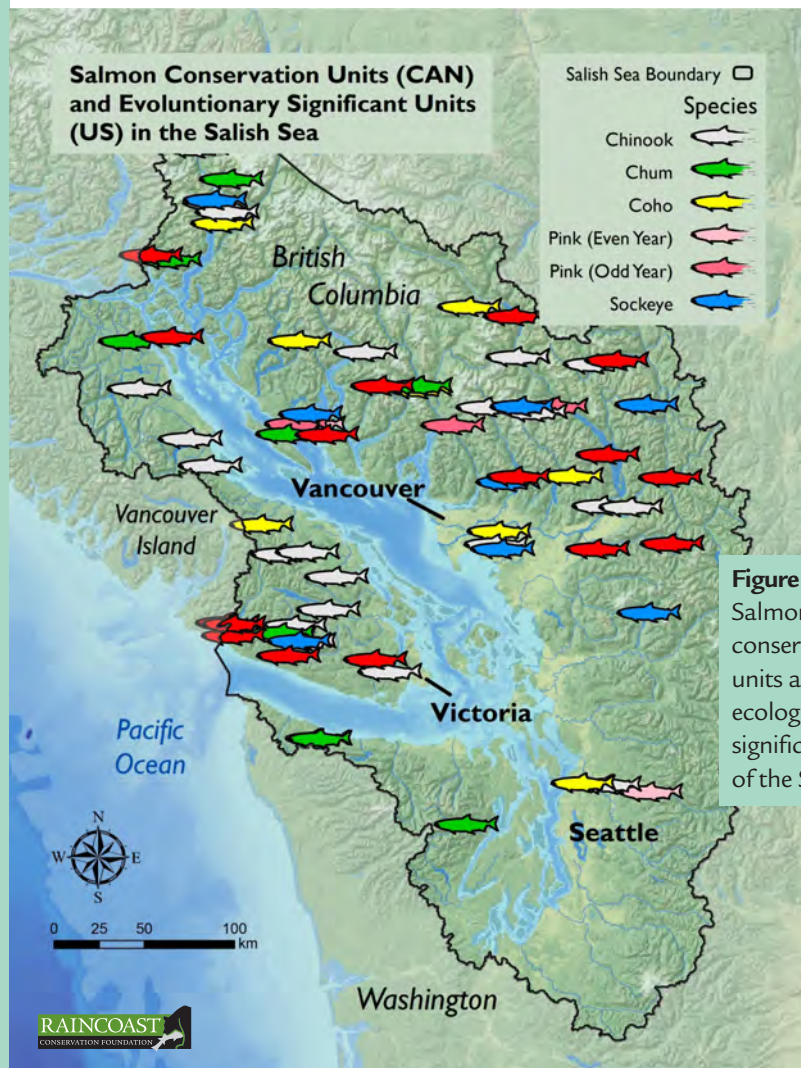 Salmon Conservation Units (CAN)
and Evoluntionary Significant Units
(US) in the Salish Sea
Salish Sea Boundary
Species
Chinook
Chum
Coho
Pink (Even Year)
Pink (Odd Year)
Sockeye
British
Columbia
Vancouver
Vancouver
Island
Figure
Salmon
conserv
units a
ecolog
signific
of the S
Victoria
Pacific
Ocean
Seattle
N
W
E
S
0
25
50
100
km
Washington
RAINCOAST
CONSERVATION FOUNDATION